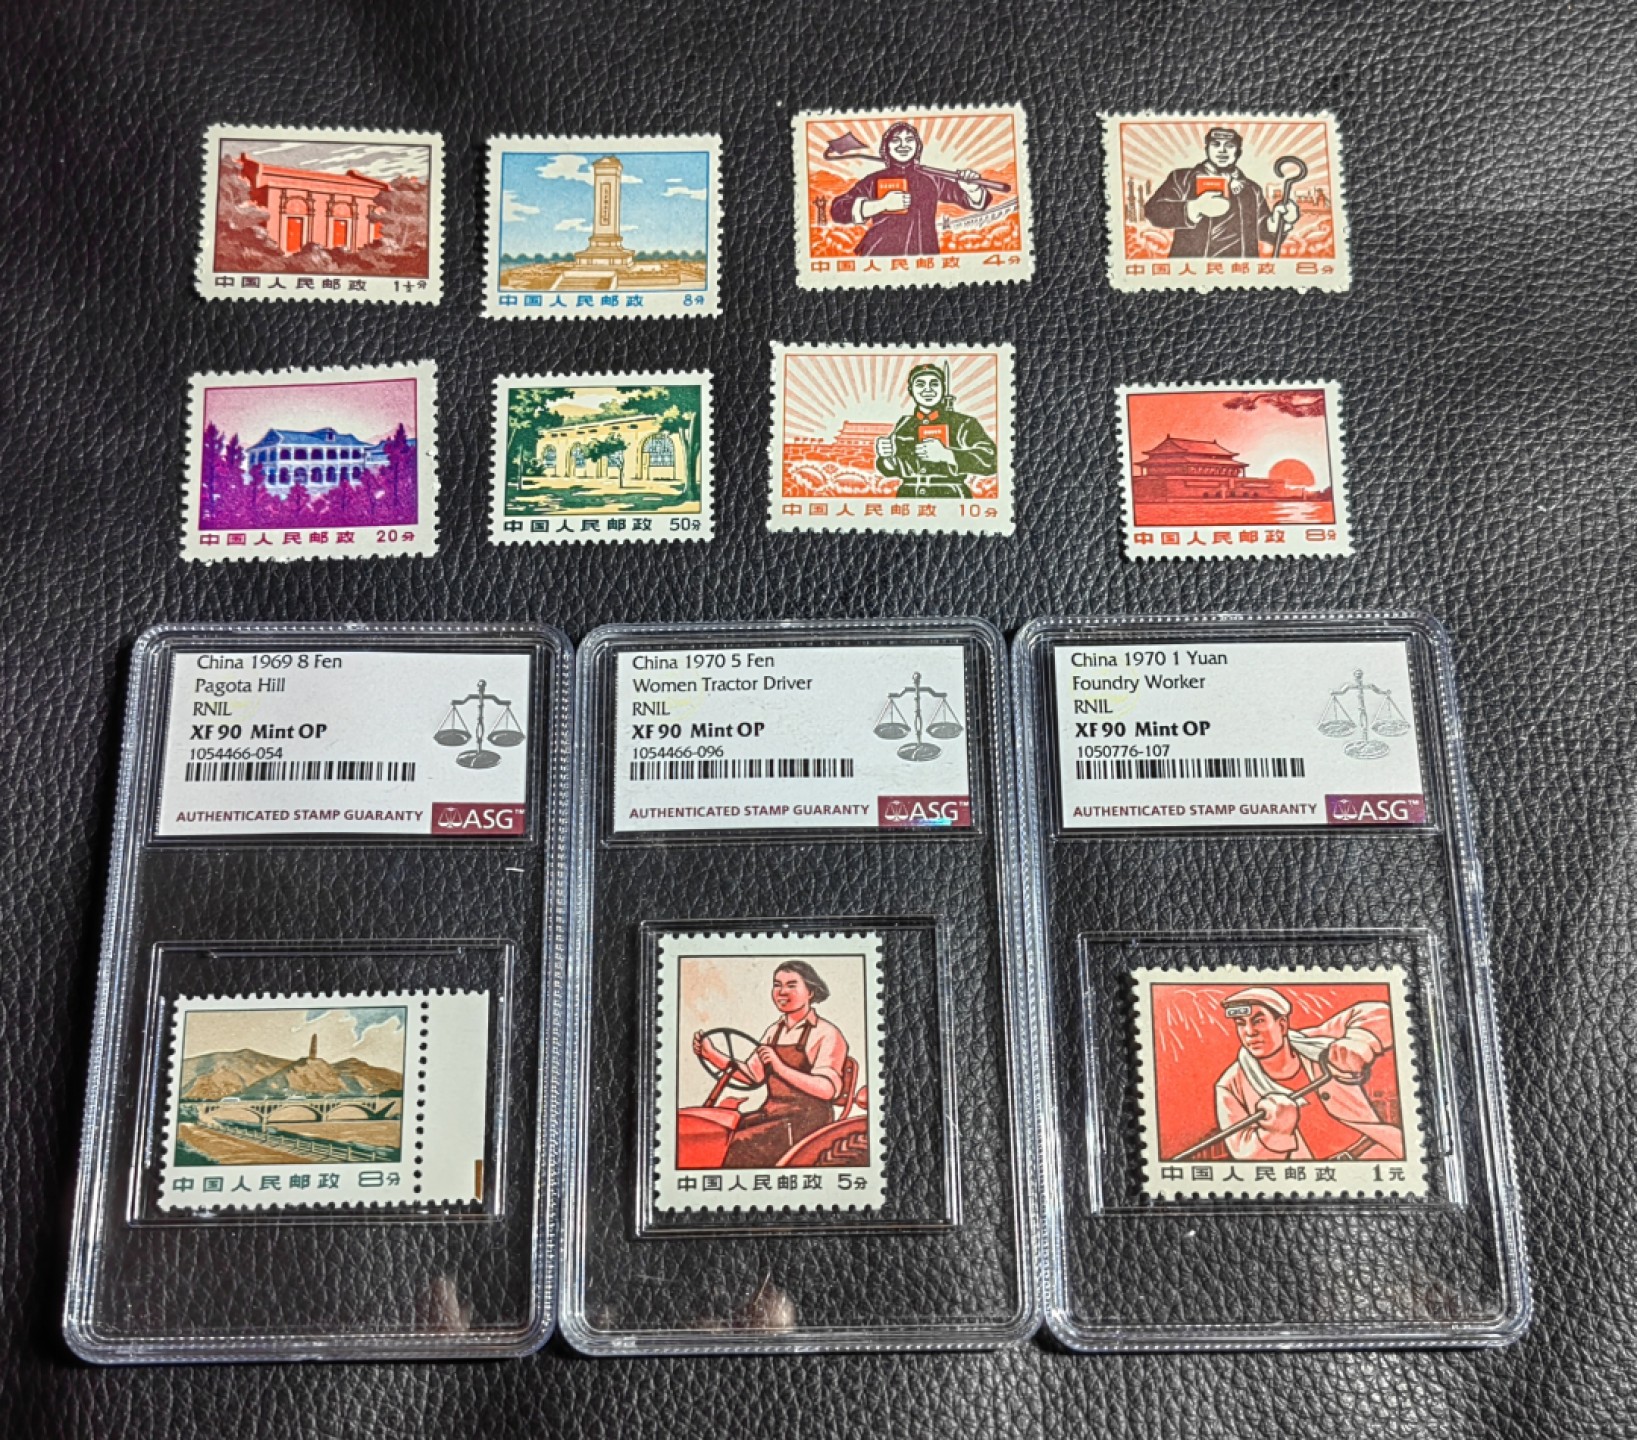 中国人民邮政 1½分
中国人民邮政 8分
中国人民邮政 4分
中国人民邮政 8分
中国人民邮政 20分
中国人民邮政 50分
中国人民邮政 10分
中国人民邮政 8分
China 1969 8 Fen
Pagota Hill
RNIL
XF 90 Mint OP
1054466-054
AUTHENTICATED STAMP GUARANTY ASG™
中国人民邮政 8分
China 1970 5 Fen
Women Tractor Driver
RNIL
XF 90 Mint OP
1054466-096
AUTHENTICATED STAMP GUARANTY ASG™
中国人民邮政 5分
China 1970 1 Yuan
Foundry Worker
RNIL
XF 90 Mint OP
1050776-107
AUTHENTICATED STAMP GUARANTY ASG™
中国人民邮政 1元